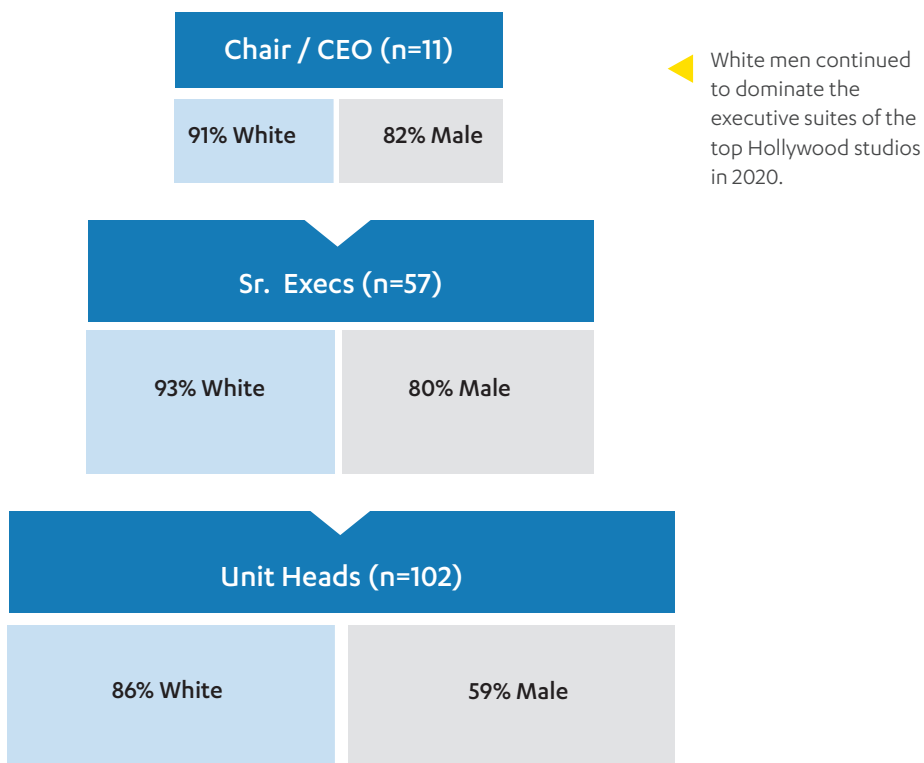 Chair / CEO (n=11)
91% White
82% Male
White men continued
to dominate the
executive suites of the
top Hollywood studios
in 2020.
Sr. Execs (n=57)
93% White
80% Male
Unit Heads (n=102)
86% White
59% Male